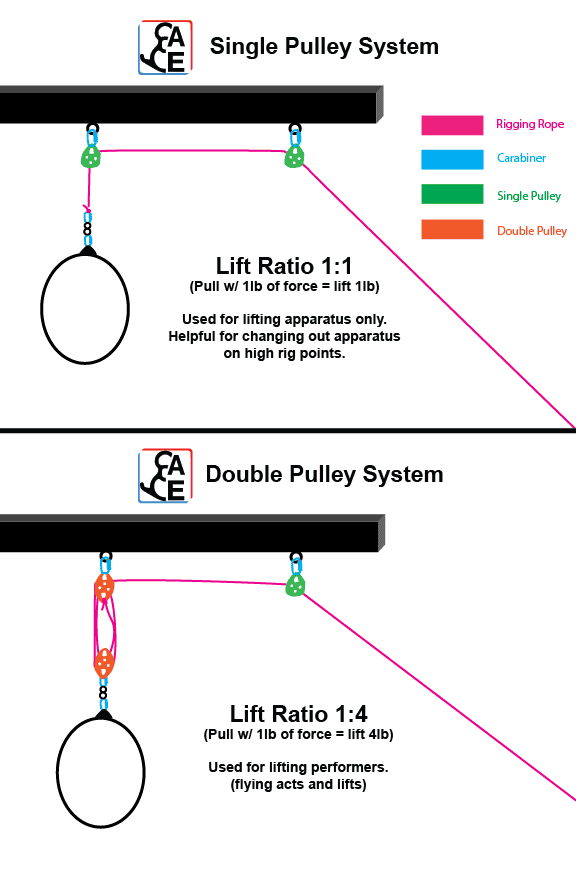 CACE
Single Pulley System
Rigging Rope
Carabiner
Single Pulley
Double Pulley
Lift Ratio 1:1
(Pull w/ 1lb of force = lift 1lb)
Used for lifting apparatus only.
Helpful for changing out apparatus
on high rig points.
CACE
Double Pulley System
Lift Ratio 1:4
(Pull w/ 1lb of force = lift 4lb)
Used for lifting performers.
(flying acts and lifts)